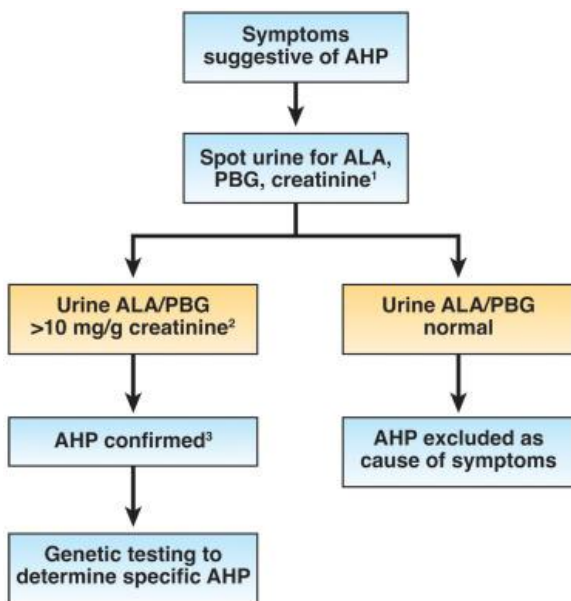 Symptoms
suggestive of AHP
Spot urine for ALA,
PBG, creatinine¹
Urine ALA/PBG
>10 mg/g creatinine²
Urine ALA/PBG
normal
AHP confirmed³
AHP excluded as
cause of symptoms
Genetic testing to
determine specific AHP